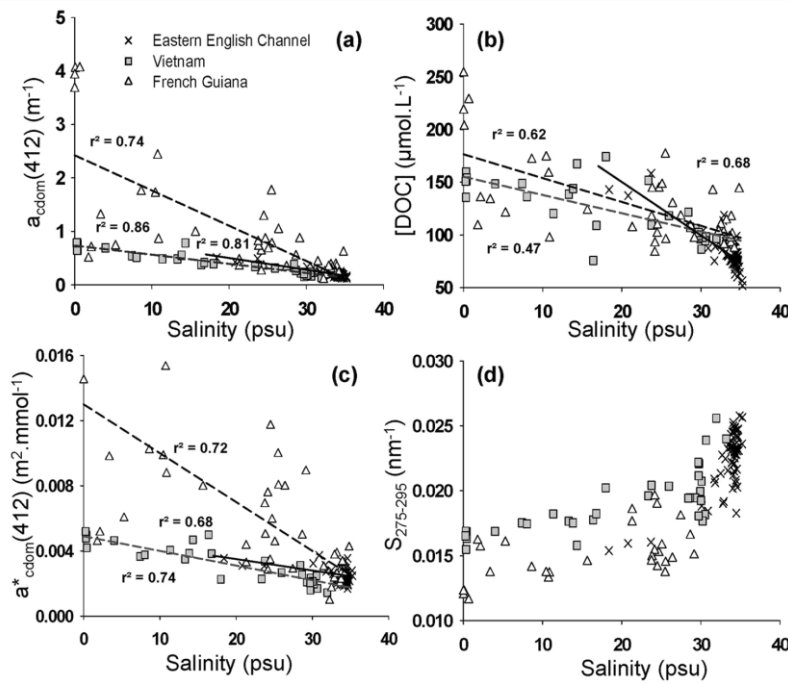 (a)
× Eastern English Channel
Vietnam
French Guiana
5
4
3
2
1
0
r² = 0.74
r² = 0.86
r² = 0.81
0 10 20 30 40
a_cdom(412) (m⁻¹)
Salinity (psu)
(b)
300
250
200
150
100
50
r² = 0.62
r² = 0.68
r² = 0.47
0 10 20 30 40
[DOC] (µmol.L⁻¹)
Salinity (psu)
(c)
0.016
0.012
0.008
0.004
0.000
r² = 0.72
r² = 0.68
r² = 0.74
0 10 20 30 40
a*_cdom(412) (m².mmol⁻¹)
Salinity (psu)
(d)
0.030
0.025
0.020
0.015
0.010
0 10 20 30 40
S₂₇₅₋₂₉₅ (nm⁻¹)
Salinity (psu)